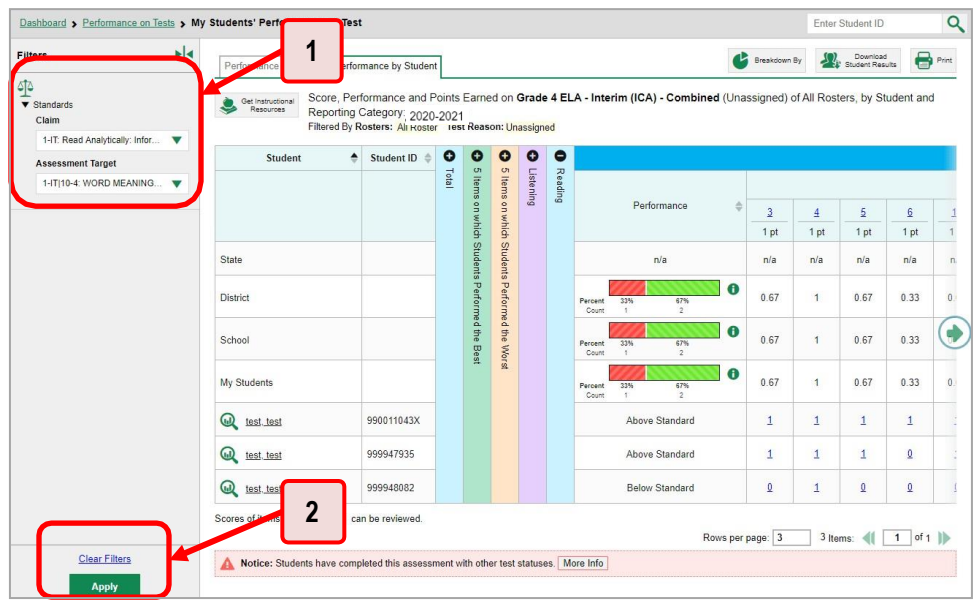 Dashboard > Performance on Tests > My Students' Performance on Test
Enter Student ID
Filters
1
Standards
Claim
1-IT: Read Analytically: Infor...
Assessment Target
1-IT|10-4: WORD MEANING...
Performance by Student
Breakdown By
Download Student Results
Print
Get Instructional Resources
Score, Performance and Points Earned on Grade 4 ELA - Interim (ICA) - Combined (Unassigned) of All Rosters, by Student and
Reporting Category, 2020-2021
Filtered By Rosters: All Roster Test Reason: Unassigned
Student Student ID
Total
5 Items on which Students Performed the Best
5 Items on which Students Performed the Worst
Listening
Reading
Performance 3 4 5 6 1
1 pt 1 pt 1 pt 1 pt 1
State n/a n/a n/a n/a n/a n.
District Percent 33% 67% 0.67 1 0.67 0.33 0.
Count 1 2
School Percent 33% 67% 0.67 1 0.67 0.33
Count 1 2
My Students Percent 33% 67% 0.67 1 0.67 0.33 0.
Count 1 2
test, test 990011043X Above Standard 1 1 1 1
test, test 999947935 Above Standard 1 1 1 0
test, test 999948082 Below Standard 0 1 0 0
Scores of items can be reviewed.
2
Rows per page: 3 3 Items: 1 of 1
Clear Filters
Apply
Notice: Students have completed this assessment with other test statuses. More Info